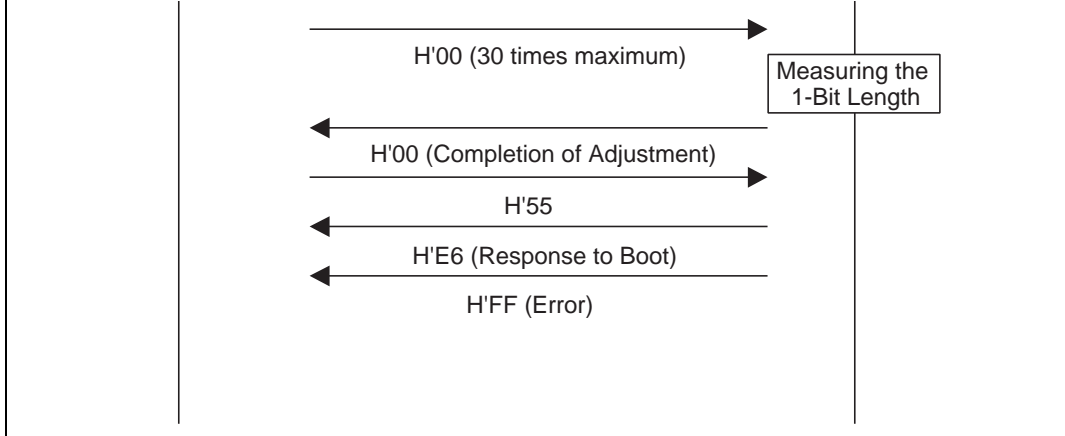 H'00 (30 times maximum)
Measuring the
1-Bit Length
H'00 (Completion of Adjustment)
H'55
H'E6 (Response to Boot)
H'FF (Error)